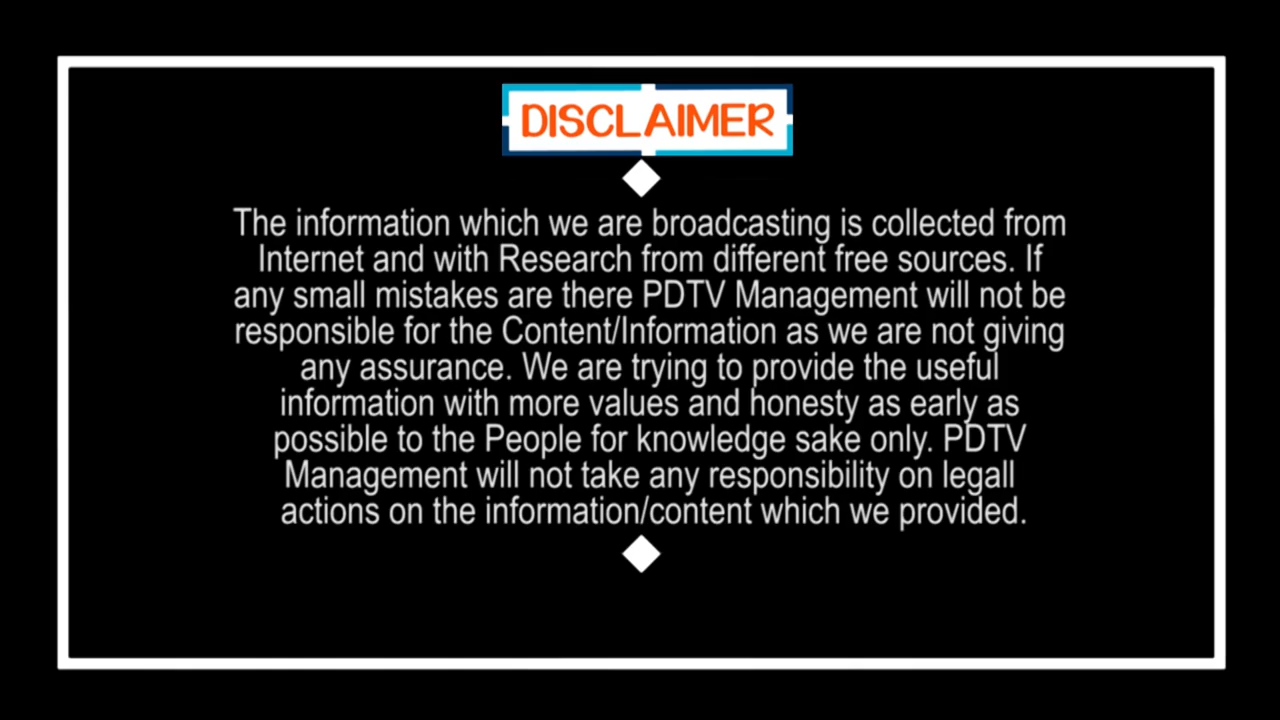 DISCLAIMER
The information which we are broadcasting is collected from
Internet and with Research from different free sources. If
any small mistakes are there PDTV Management will not be
responsible for the Content/Information as we are not giving
any assurance. We are trying to provide the useful
information with more values and honesty as early as
possible to the People for knowledge sake only. PDTV
Management will not take any responsibility on legall
actions on the information/content which we provided.